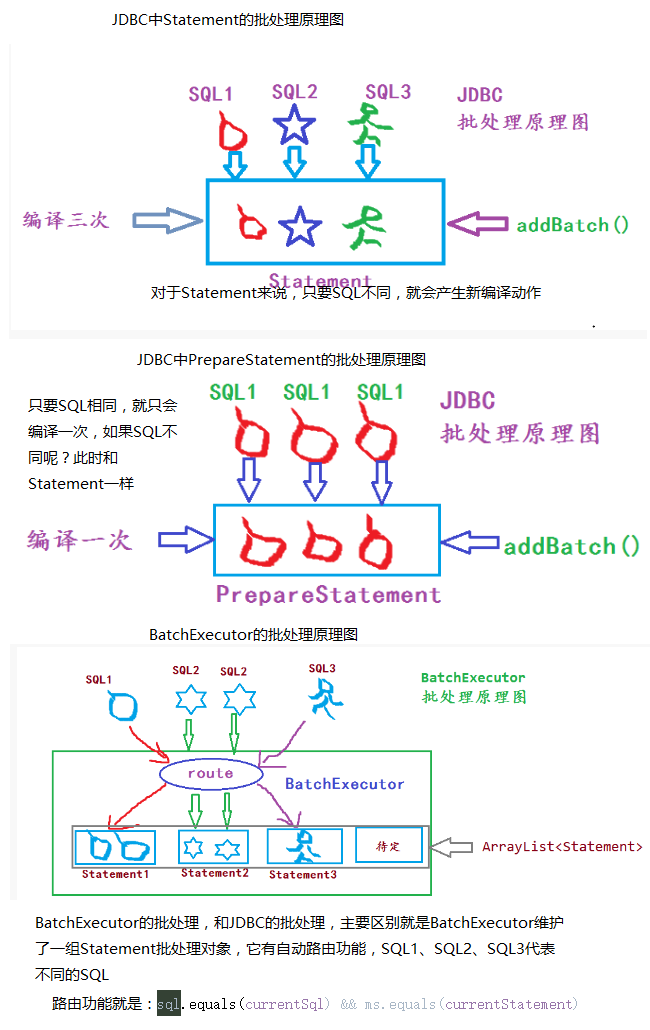 JDBC中Statement的批处理原理图
SQL1 SQL2 SQL3
JDBC
批处理原理图
编译三次
addBatch()
Statement
对于Statement来说，只要SQL不同，就会产生新编译动作
.
JDBC中PrepareStatement的批处理原理图
只要SQL相同，就只会
编译一次，如果SQL不
同呢？此时和
Statement一样
SQL1 SQL1 SQL1
JDBC
批处理原理图
编译一次
addBatch()
PrepareStatement
BatchExecutor的批处理原理图
SQL1 SQL2 SQL2 SQL3
BatchExecutor
批处理原理图
route
BatchExecutor
待定
ArrayList<Statement>
Statement1 Statement2 Statement3
BatchExecutor的批处理，和JDBC的批处理，主要区别就是BatchExecutor维护
了一组Statement批处理对象，它有自动路由功能，SQL1、SQL2、SQL3代表
不同的SQL
路由功能就是：sql.equals(currentSql) && ms.equals(currentStatement)